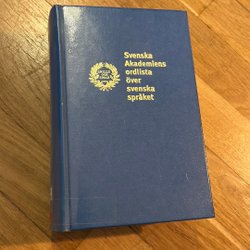 Svenska
Akademiens
ordlista
över
svenska
språket